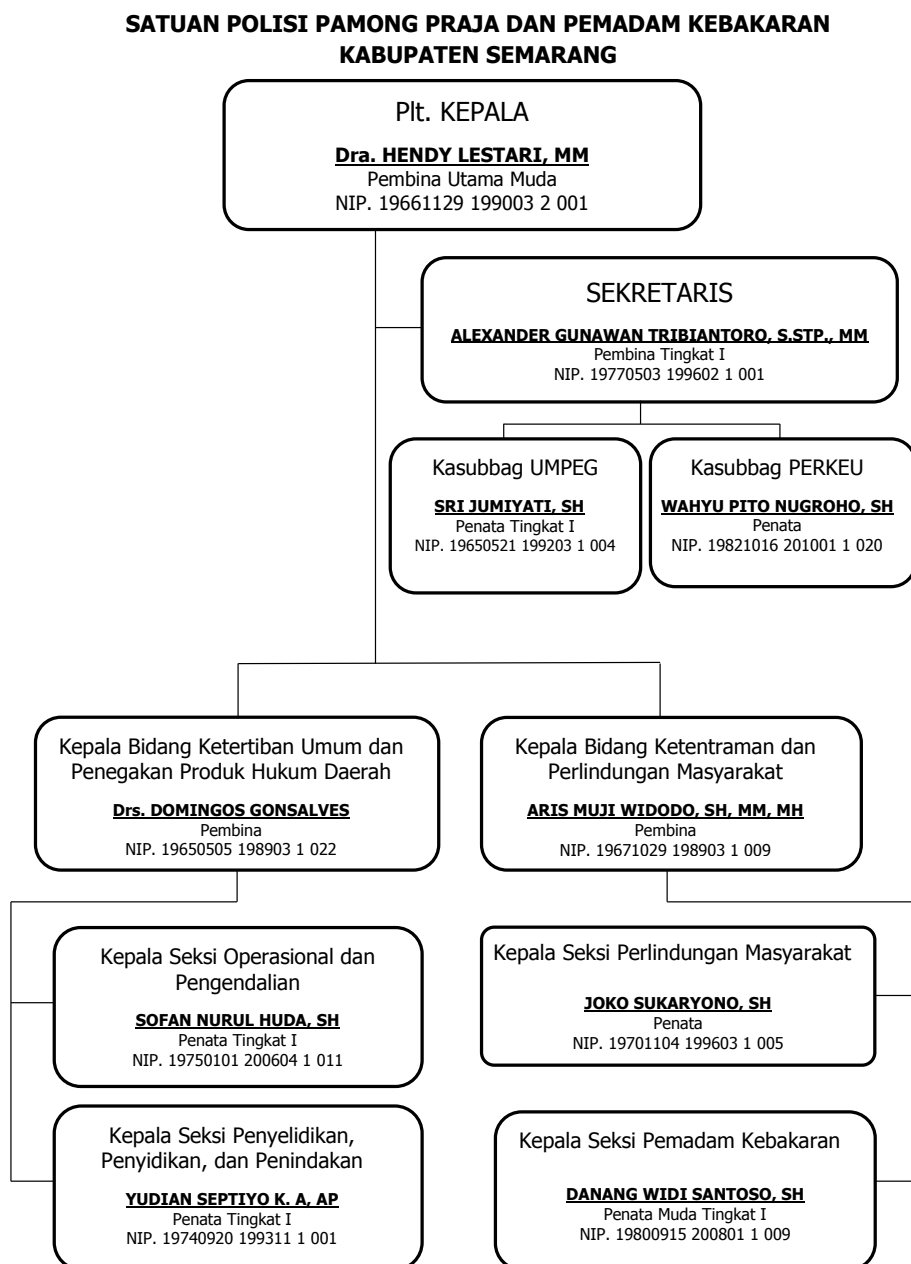 SATUAN POLISI PAMONG PRAJA DAN PEMADAM KEBAKARAN
KABUPATEN SEMARANG
Plt. KEPALA
Dra. HENDY LESTARI, MM
Pembina Utama Muda
NIP. 19661129 199003 2 001
SEKRETARIS
ALEXANDER GUNAWAN TRIBIANTORO, S.STP., MM
Pembina Tingkat I
NIP. 19770503 199602 1 001
Kasubbag UMPEG
SRI JUMIYATI, SH
Penata Tingkat I
NIP. 19650521 199203 1 004
Kasubbag PERKEU
WAHYU PITO NUGROHO, SH
Penata
NIP. 19821016 201001 1 020
Kepala Bidang Ketertiban Umum dan
Penegakan Produk Hukum Daerah
Drs. DOMINGOS GONSALVES
Pembina
NIP. 19650505 198903 1 022
Kepala Bidang Ketentraman dan
Perlindungan Masyarakat
ARIS MUJI WIDODO, SH, MM, MH
Pembina
NIP. 19671029 198903 1 009
Kepala Seksi Operasional dan
Pengendalian
SOFAN NURUL HUDA, SH
Penata Tingkat I
NIP. 19750101 200604 1 011
Kepala Seksi Perlindungan Masyarakat
JOKO SUKARYONO, SH
Penata
NIP. 19701104 199603 1 005
Kepala Seksi Penyelidikan,
Penyidikan, dan Penindakan
YUDIAN SEPTIYO K. A, AP
Penata Tingkat I
NIP. 19740920 199311 1 001
Kepala Seksi Pemadam Kebakaran
DANANG WIDI SANTOSO, SH
Penata Muda Tingkat I
NIP. 19800915 200801 1 009